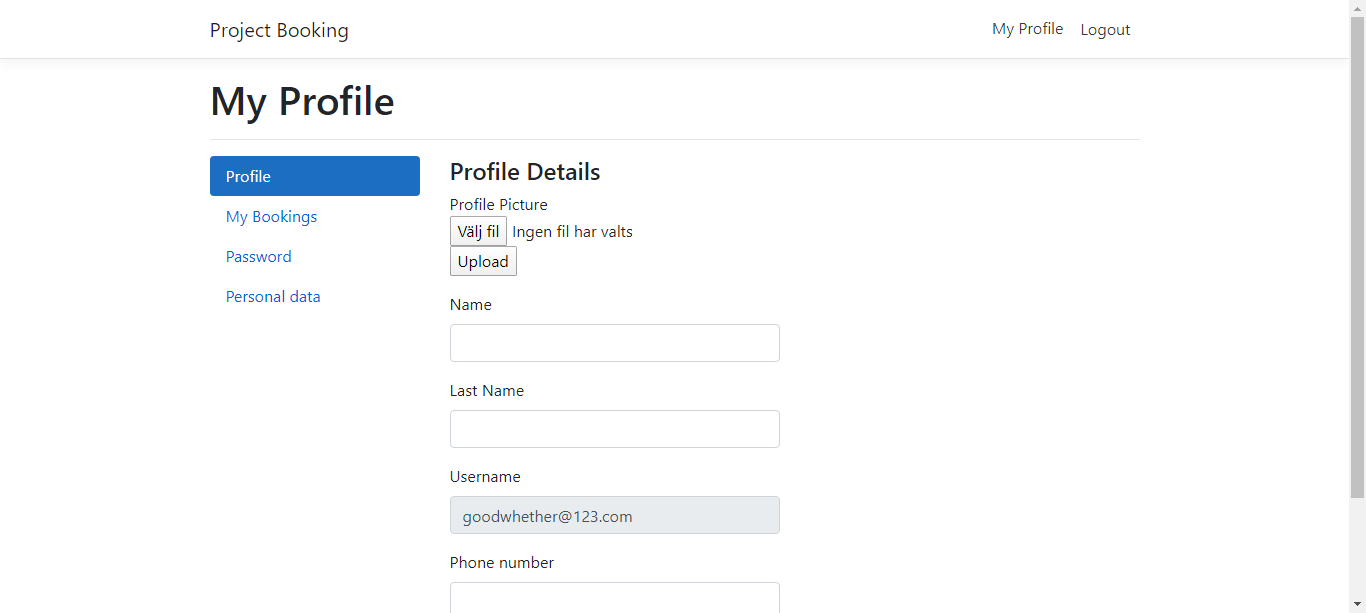 Project Booking
My Profile Logout
My Profile
Profile
My Bookings
Password
Personal data
Profile Details
Profile Picture
Välj fil Ingen fil har valts
Upload
Name
Last Name
Username
goodwhether@123.com
Phone number